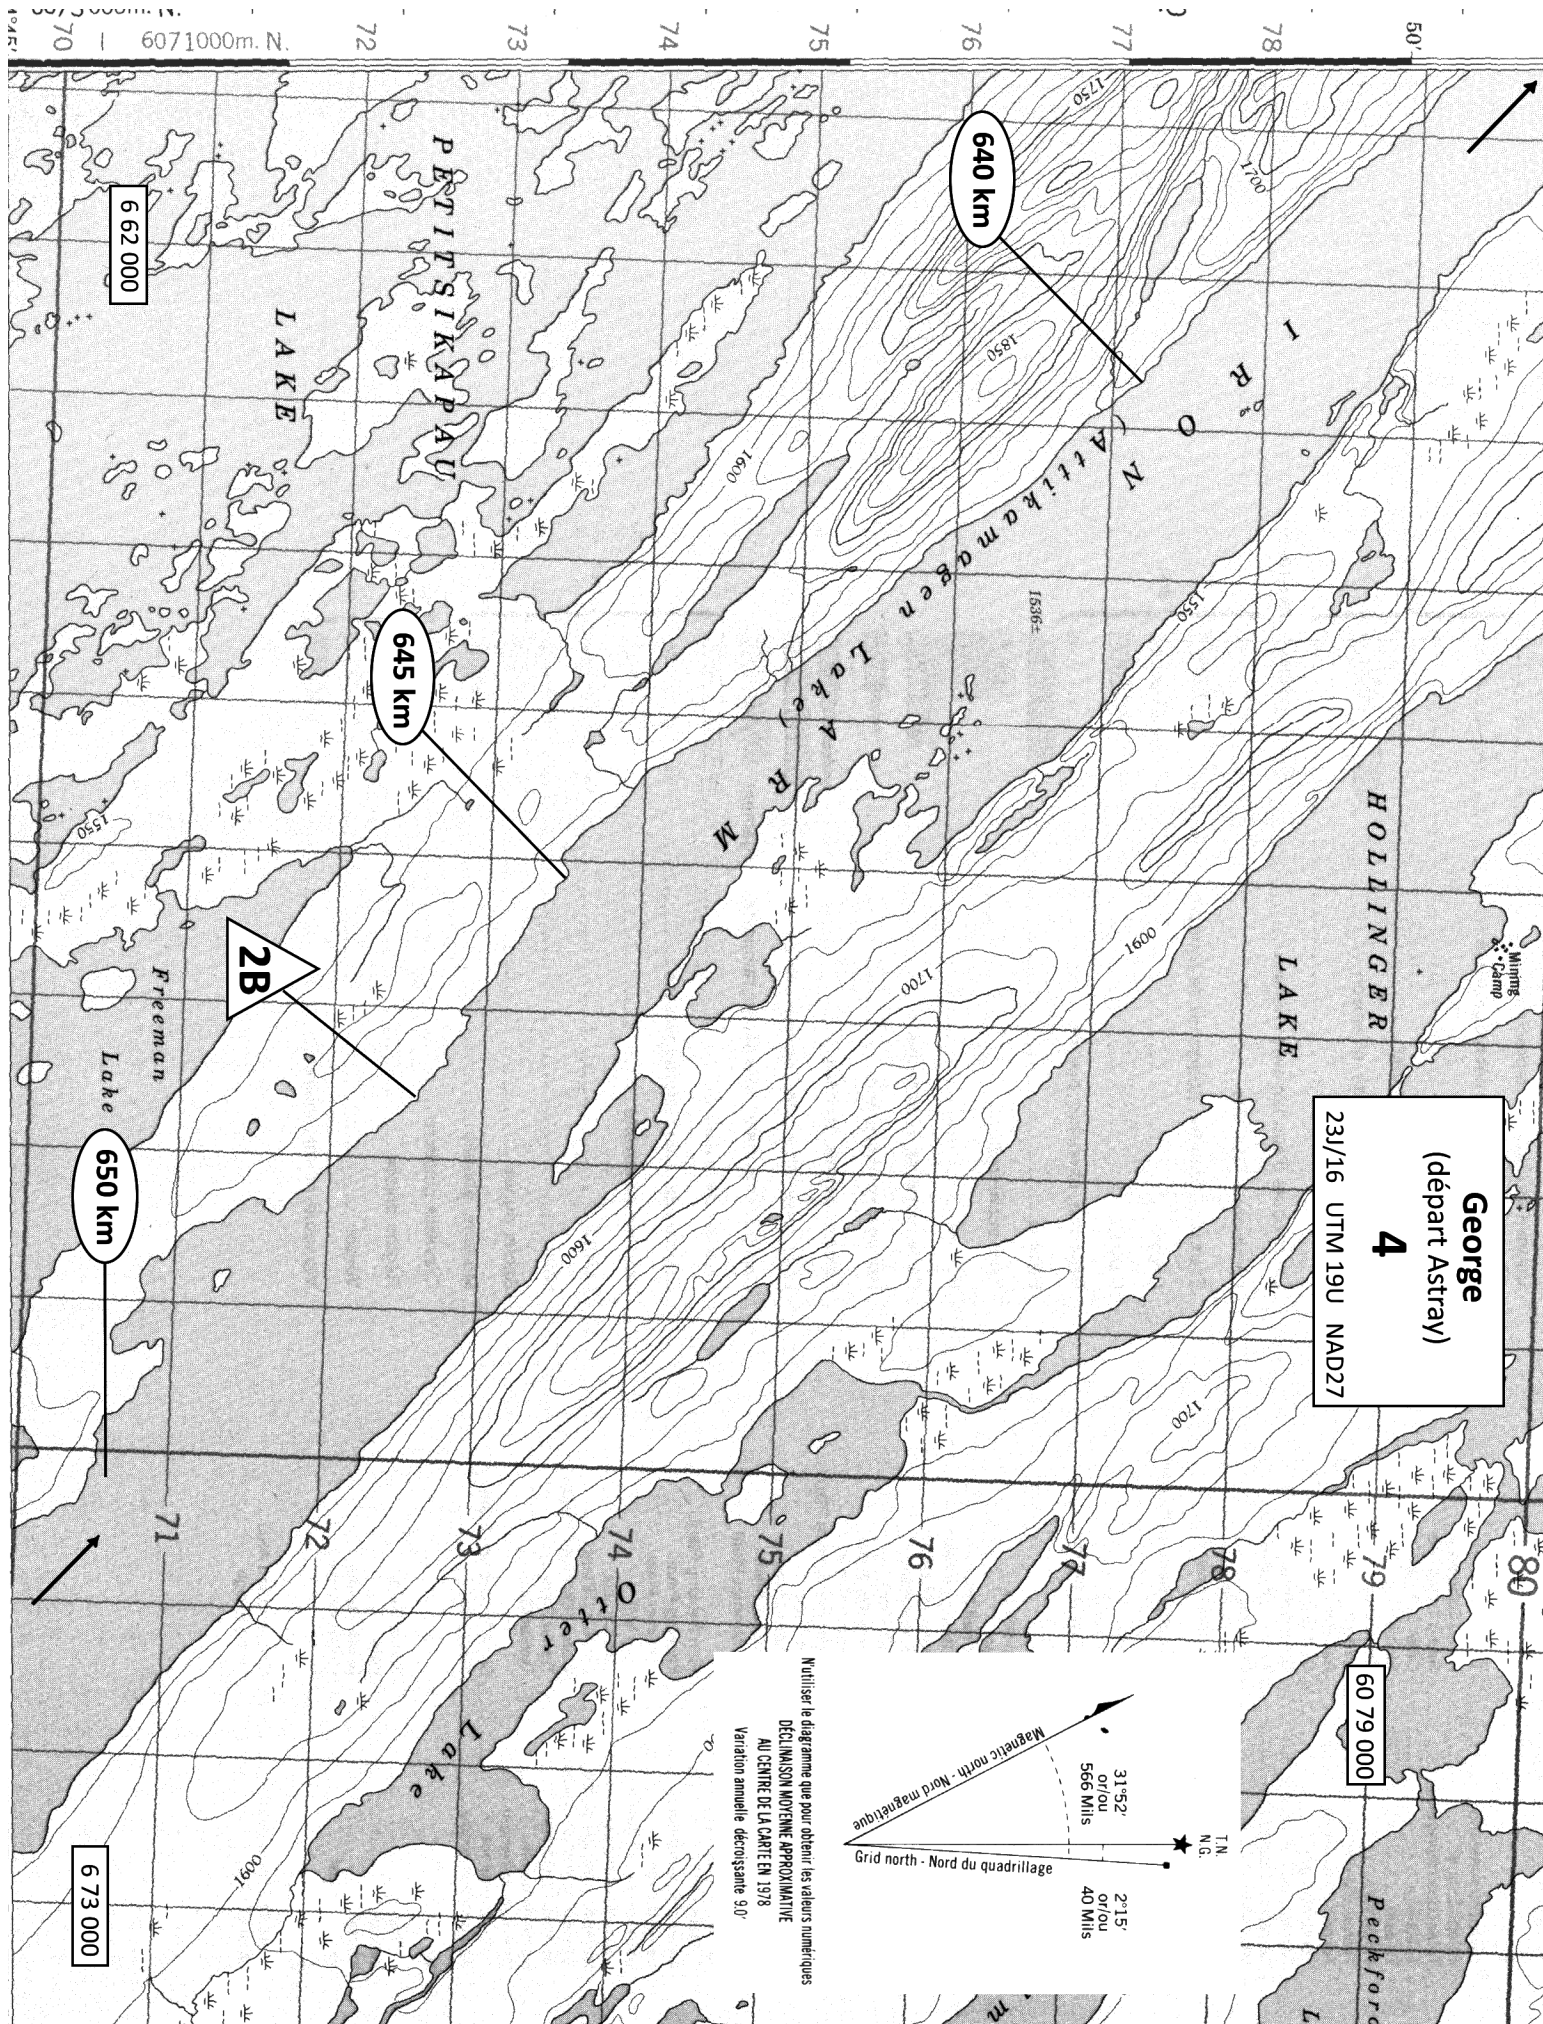 George
(départ Astray)
4
23J/16 UTM 19U NAD27
6071000m. N.
70
72
73
74
75
76
77
78
50'
640 km
645 km
650 km
2B
6 62 000
6 73 000
60 79 000
PETITSIKAPAU
LAKE
IRON ARM
(Attikamagen Lake)
1536±
HOLLINGER
LAKE
Mining
Camp
Freeman
Lake
Otter
Lake
1750
1700
1850
1600
1550
1550
1600
1700
1600
1700
1600
71
72
73
74
75
76
77
78
79
80
T.N.
N.G.
31°52'
or/ou
566 Mils
2°15'
or/ou
40 Mils
Magnetic north - Nord magnétique
Grid north - Nord du quadrillage
N'utiliser le diagramme que pour obtenir les valeurs numériques
DÉCLINAISON MOYENNE APPROXIMATIVE
AU CENTRE DE LA CARTE EN 1978
Variation annuelle décroissante 9.0'